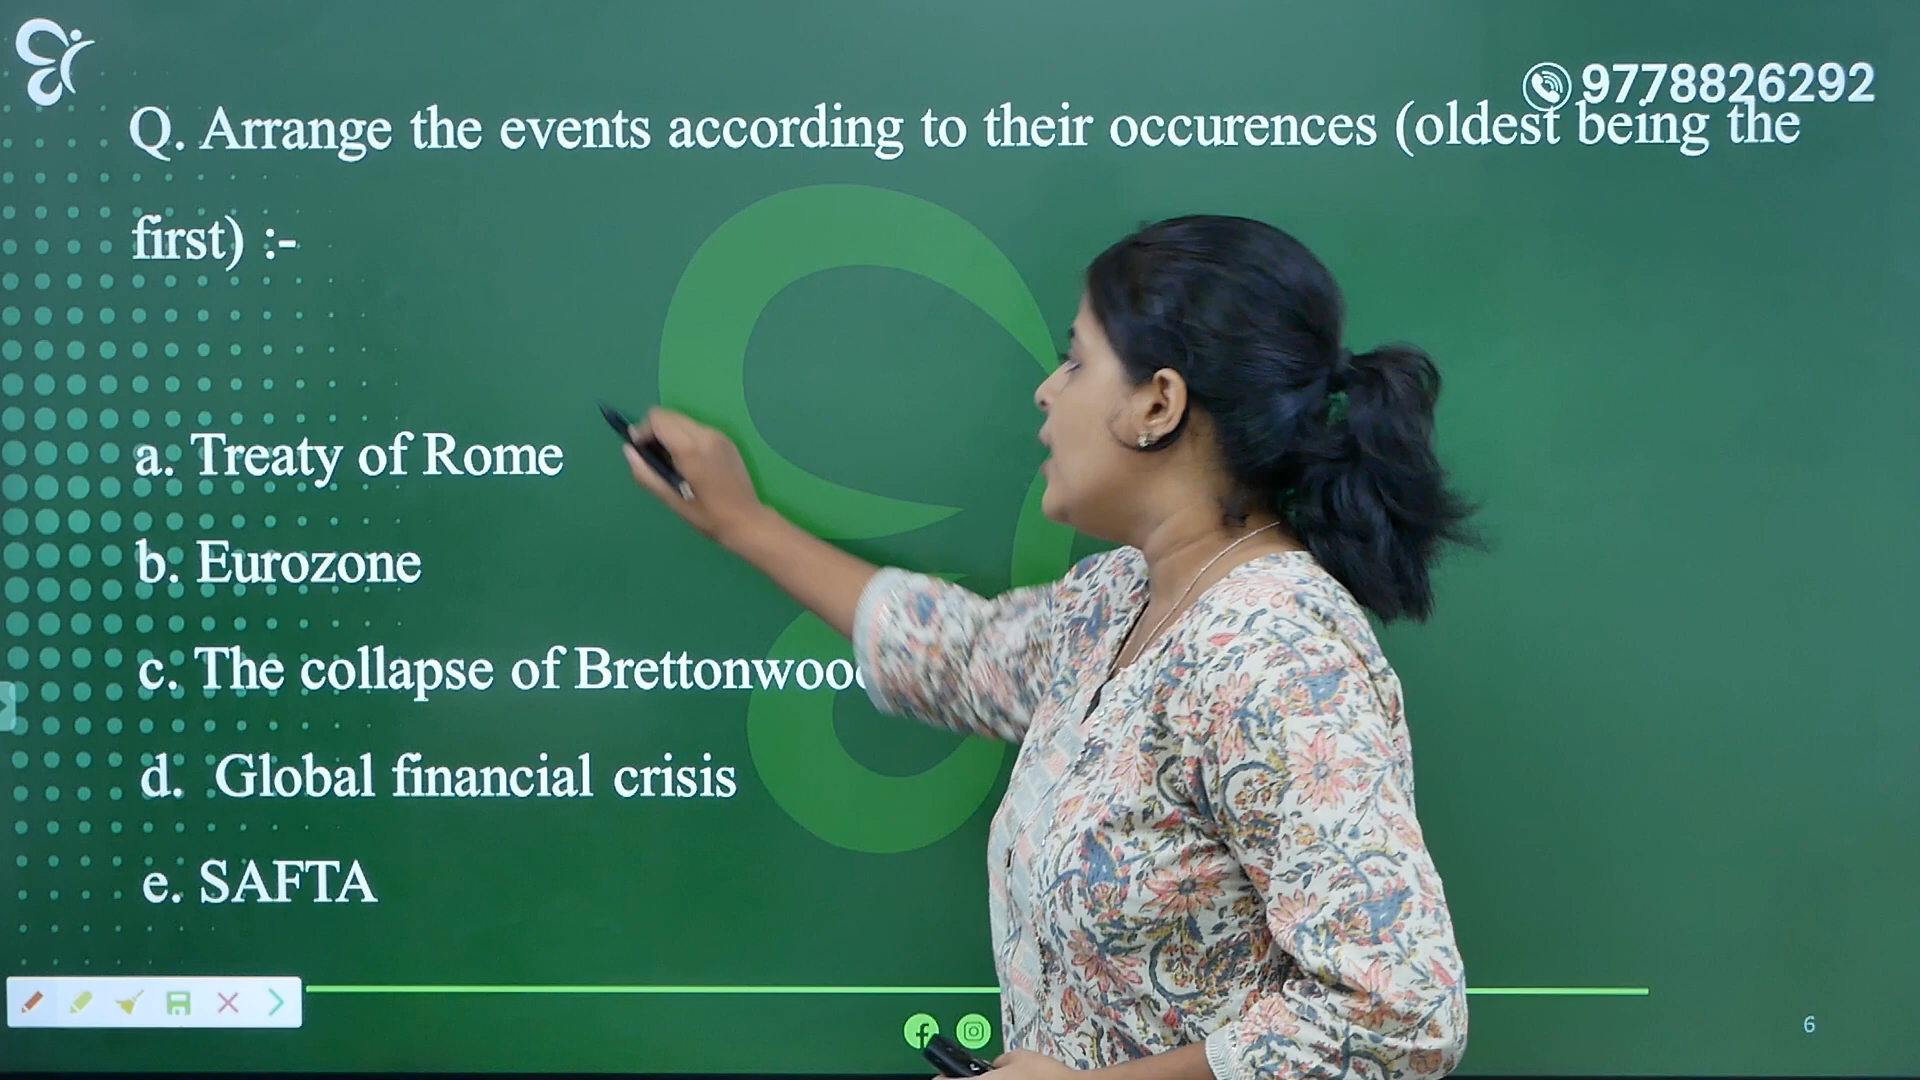 9778826292
Q. Arrange the events according to their occurences (oldest being the
first) :-
a. Treaty of Rome
b. Eurozone
c. The collapse of
d. Global financial crisis
e. SAFTA
6